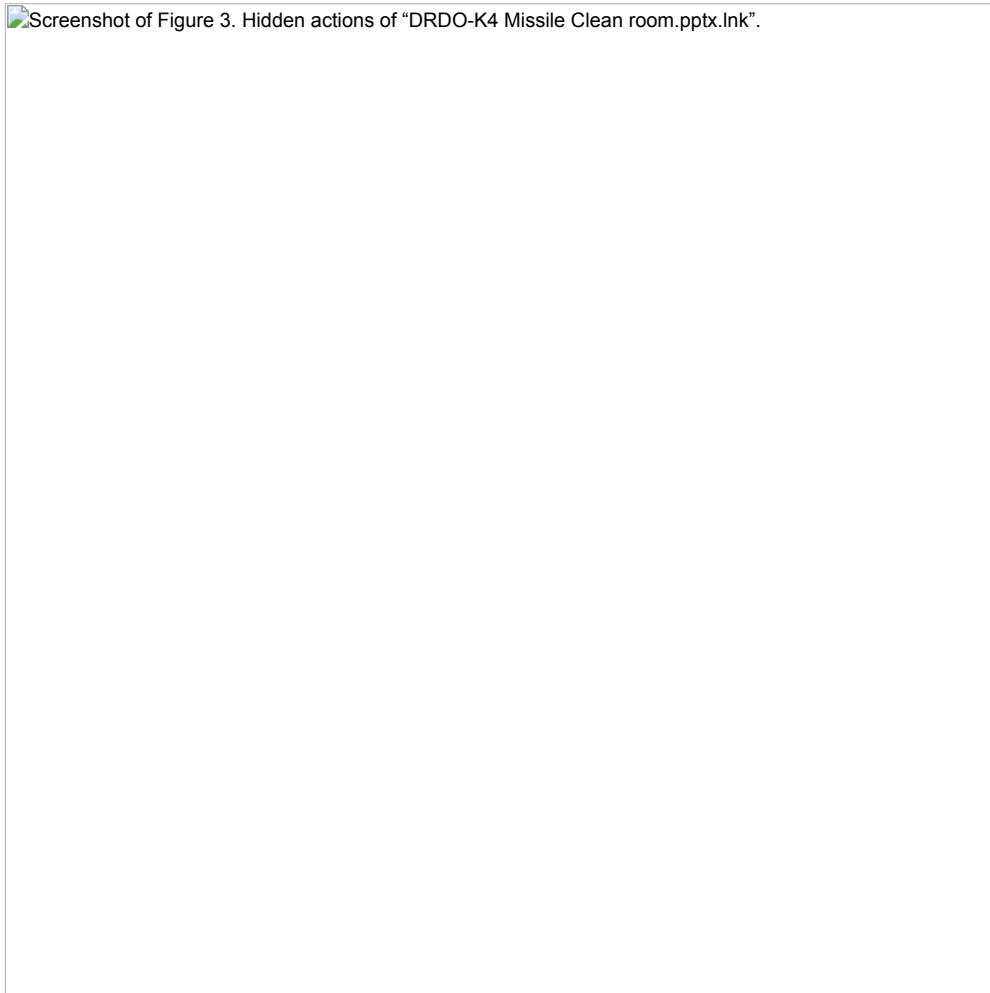 Screenshot of Figure 3. Hidden actions of “DRDO-K4 Missile Clean room.pptx.lnk”.